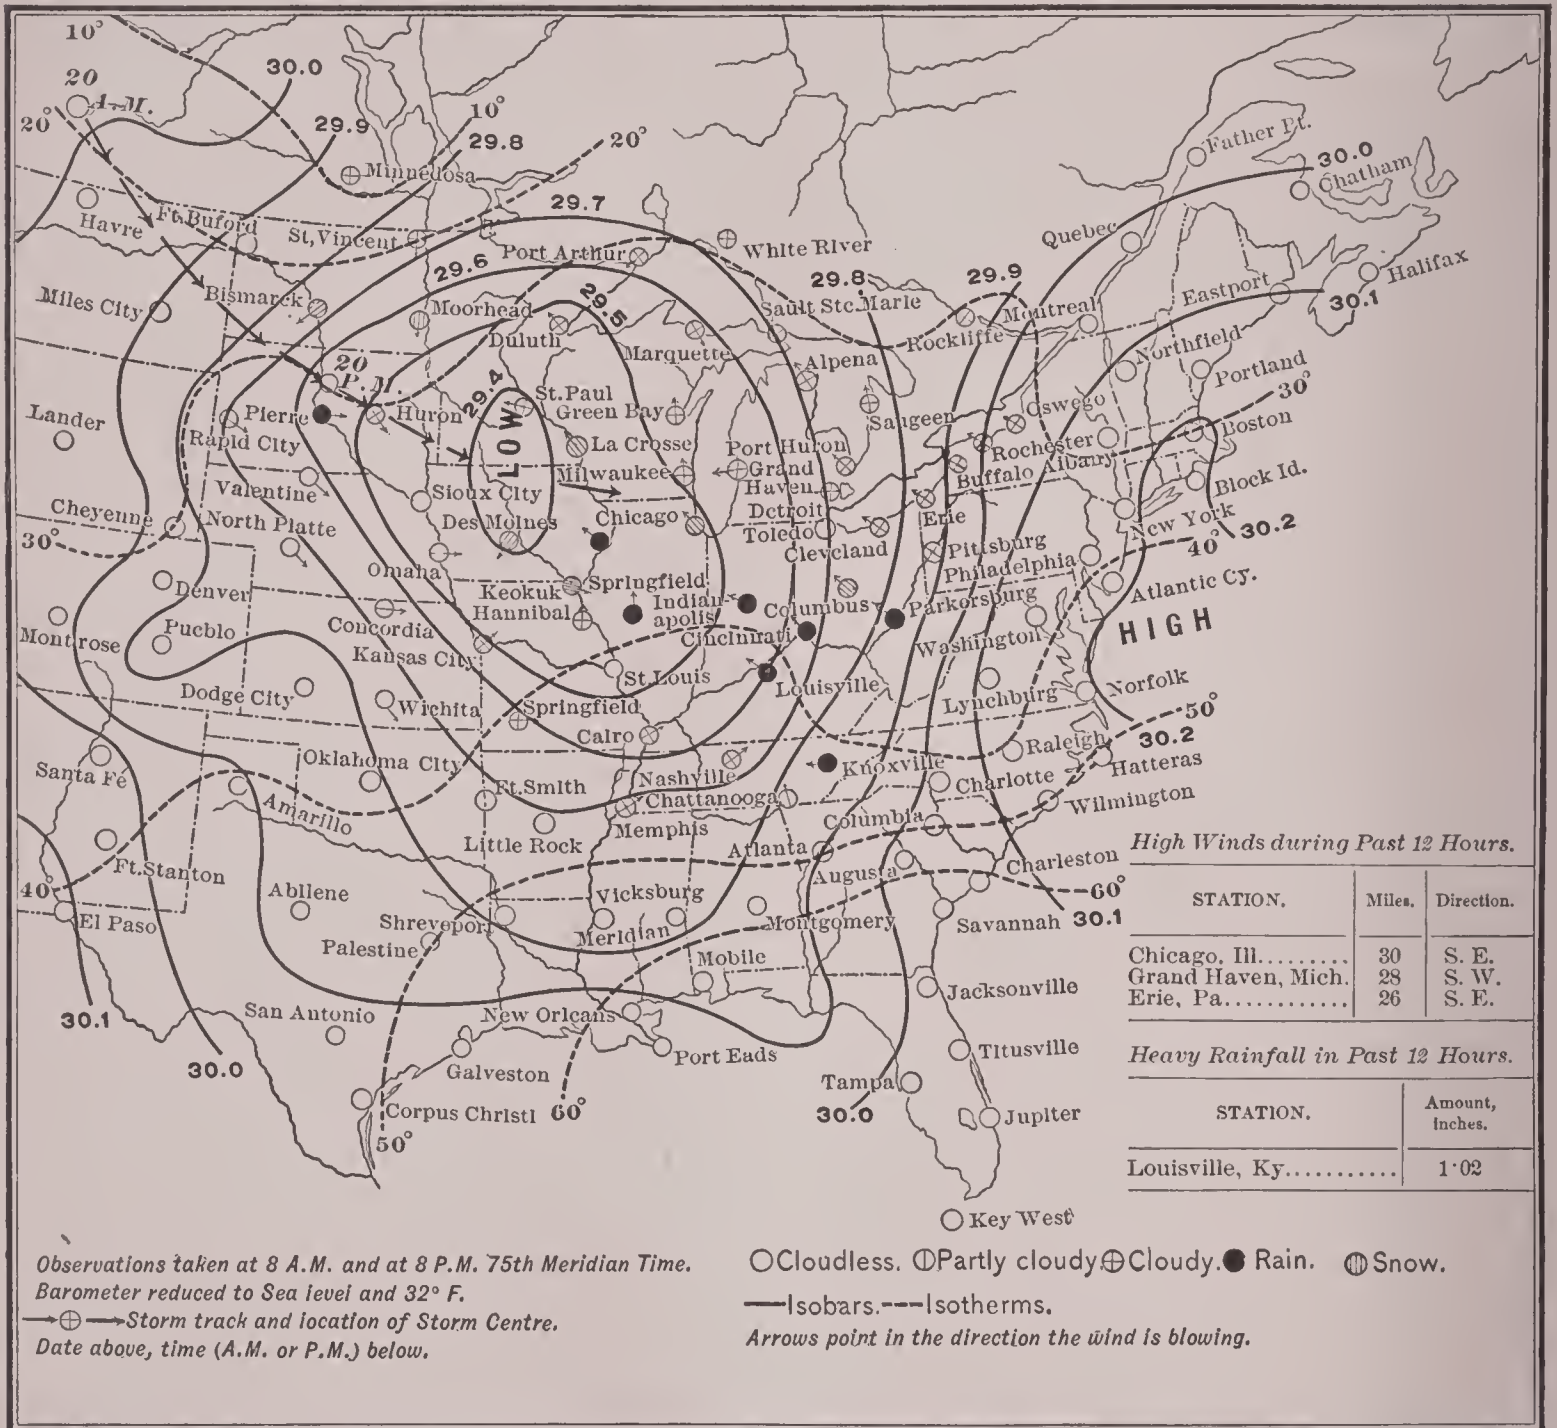 10°
30.0
20
A.M.
20°
29.9
10°
29.8
20°
Father Pt.
30.0
Chatham
Minnedosa
29.7
Havre
Ft. Buford
St, Vincent
Port Arthur
White River
Quebec
Halifax
29.6
29.5
29.8
29.9
Eastport
30.1
Miles City
Bismarck
Moorhead
Duluth
Sault Stc. Marle
Marquette
Rockliffe
Montreal
Northfield
Alpena
Portland
20
P. M.
29.4
St. Paul
30°
Lander
Pierre
Huron
LOW
Green Bay
Saugeen
Oswego
Boston
Rapid City
La Crosse
Port Huron
Rochester
Buffalo
Albany
Valentine
Sioux City
Milwaukee
Grand
Haven
Block Id.
Cheyenne
North Platte
Des Moines
Chicago
Dctroit
Toledo
Erie
New York
30.2
30°
Cleveland
Pittsburg
40°
Omaha
Philadelphia
Denver
Keokuk
Springfield
Atlantic Cy.
Hannibal
Indian-
apolis
Columbus
Parkorsburg
Montrose
Pueblo
Concordia
Cincinnati
Washington
HIGH
Kansas City
St. Louis
Louisville
Dodge City
Wichita
Springfield
Lynchburg
Norfolk
50°
Cairo
Raleigh
30.2
Santa Fé
Oklahoma City
Nashville
Knoxville
Hatteras
Amarillo
Ft. Smith
Chattanooga
Charlotte
Wilmington
Memphis
Columbia
Little Rock
Atlanta
Ft. Stanton
Augusta
Charleston
40°
Abilene
Vicksburg
60°
El Paso
Shreveport
Meridian
Montgomery
Savannah
30.1
Palestine
Mobile
San Antonio
New Orlcans
Jacksonville
30.1
Port Eads
Titusville
30.0
Galveston
Tampa
Corpus Christi
60°
30.0
Jupiter
50°
Key West
High Winds during Past 12 Hours.
STATION. Miles. Direction.
Chicago, Ill......... 30 S. E.
Grand Haven, Mich. 28 S. W.
Erie, Pa............ 26 S. E.
Heavy Rainfall in Past 12 Hours.
STATION. Amount, inches.
Louisville, Ky........... 1·02
Observations taken at 8 A.M. and at 8 P.M. 75th Meridian Time.
Barometer reduced to Sea level and 32° F.
Storm track and location of Storm Centre.
Date above, time (A.M. or P.M.) below.
Cloudless. Partly cloudy. Cloudy. Rain. Snow.
Isobars. Isotherms.
Arrows point in the direction the wind is blowing.